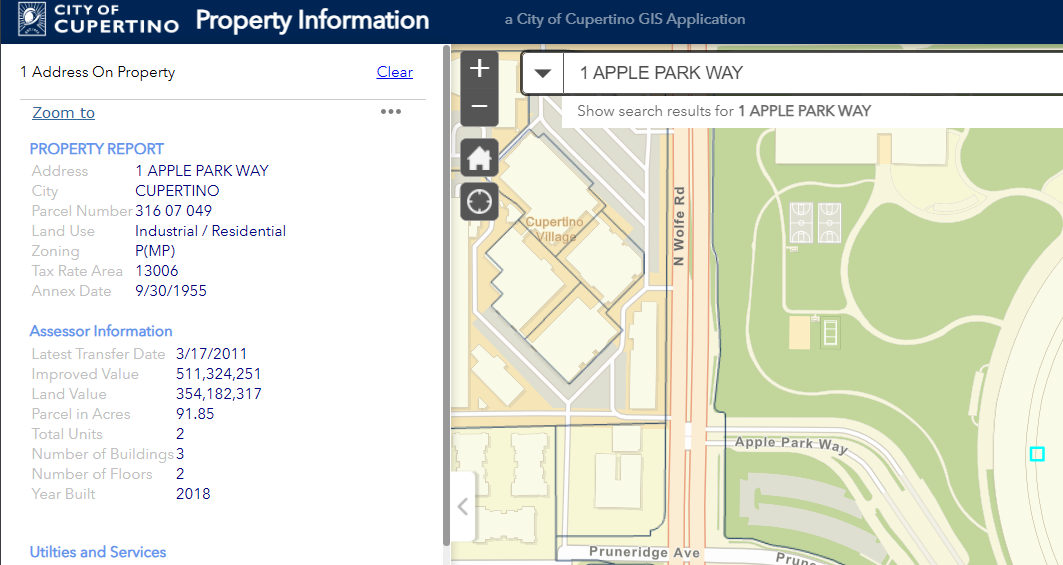 CITY OF
CUPERTINO
Property Information
a City of Cupertino GIS Application
1 Address On Property
Clear
Zoom to
•••
PROPERTY REPORT
Address 1 APPLE PARK WAY
City CUPERTINO
Parcel Number 316 07 049
Land Use Industrial / Residential
Zoning P(MP)
Tax Rate Area 13006
Annex Date 9/30/1955
Assessor Information
Latest Transfer Date 3/17/2011
Improved Value 511,324,251
Land Value 354,182,317
Parcel in Acres 91.85
Total Units 2
Number of Buildings 3
Number of Floors 2
Year Built 2018
Utilties and Services
+
−
1 APPLE PARK WAY
Show search results for 1 APPLE PARK WAY
Cupertino
Village
N Wolfe Rd
Apple Park Way
Pruneridge Ave